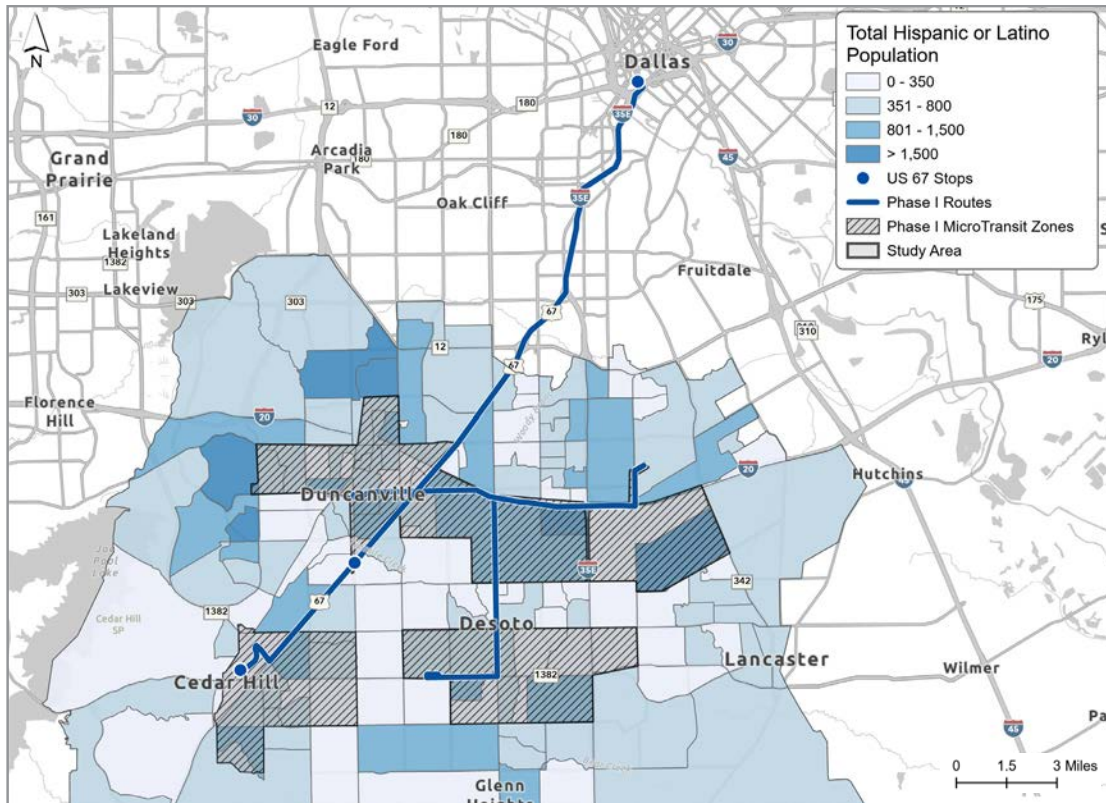 N
Eagle Ford
12
30
Dallas
30
35E
180
12
180
Grand
Prairie
Arcadia
Park
180
45
161
Oak Cliff
35E
Lakeland
Heights
1382
Fruitdale
303
Lakeview
303
303
67
310
175
12
67
20
Florence
Hill
20
20
Hutchins
Duncanville
35E
342
1382
67
Cedar Hill
SP
Desoto
Lancaster
Cedar Hill
1382
Wilmer
45
Glenn
Heights
Total Hispanic or Latino
Population
0 - 350
351 - 800
801 - 1,500
> 1,500
US 67 Stops
Phase I Routes
Phase I MicroTransit Zones
Study Area
0 1.5 3 Miles